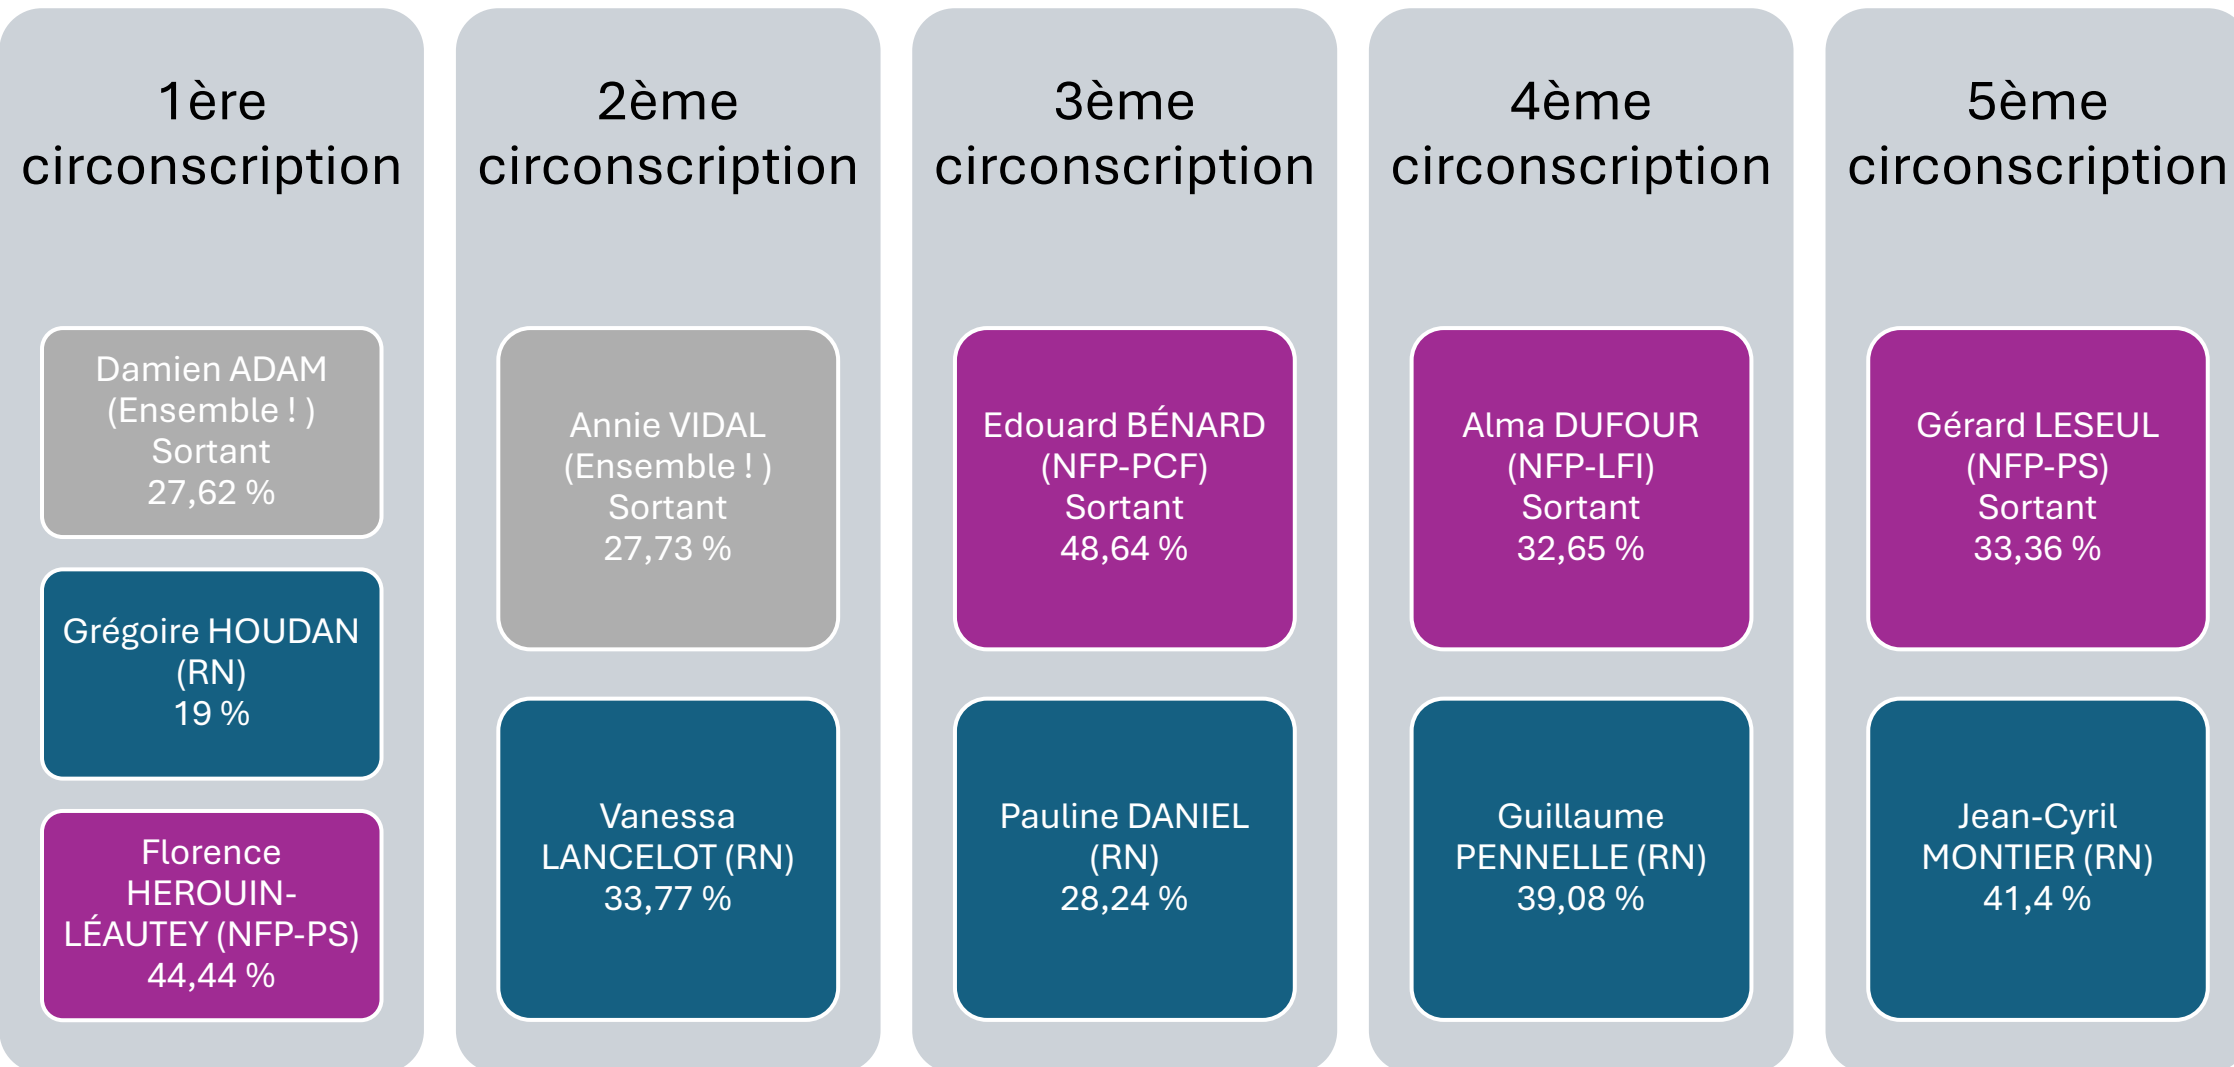 1ère
circonscription
Damien ADAM
(Ensemble ! )
Sortant
27,62 %
Grégoire HOUDAN
(RN)
19 %
Florence
HEROUIN-
LÉAUTEY (NFP-PS)
44,44 %
2ème
circonscription
Annie VIDAL
(Ensemble ! )
Sortant
27,73 %
Vanessa
LANCELOT (RN)
33,77 %
3ème
circonscription
Edouard BÉNARD
(NFP-PCF)
Sortant
48,64 %
Pauline DANIEL
(RN)
28,24 %
4ème
circonscription
Alma DUFOUR
(NFP-LFI)
Sortant
32,65 %
Guillaume
PENNELLE (RN)
39,08 %
5ème
circonscription
Gérard LESEUL
(NFP-PS)
Sortant
33,36 %
Jean-Cyril
MONTIER (RN)
41,4 %